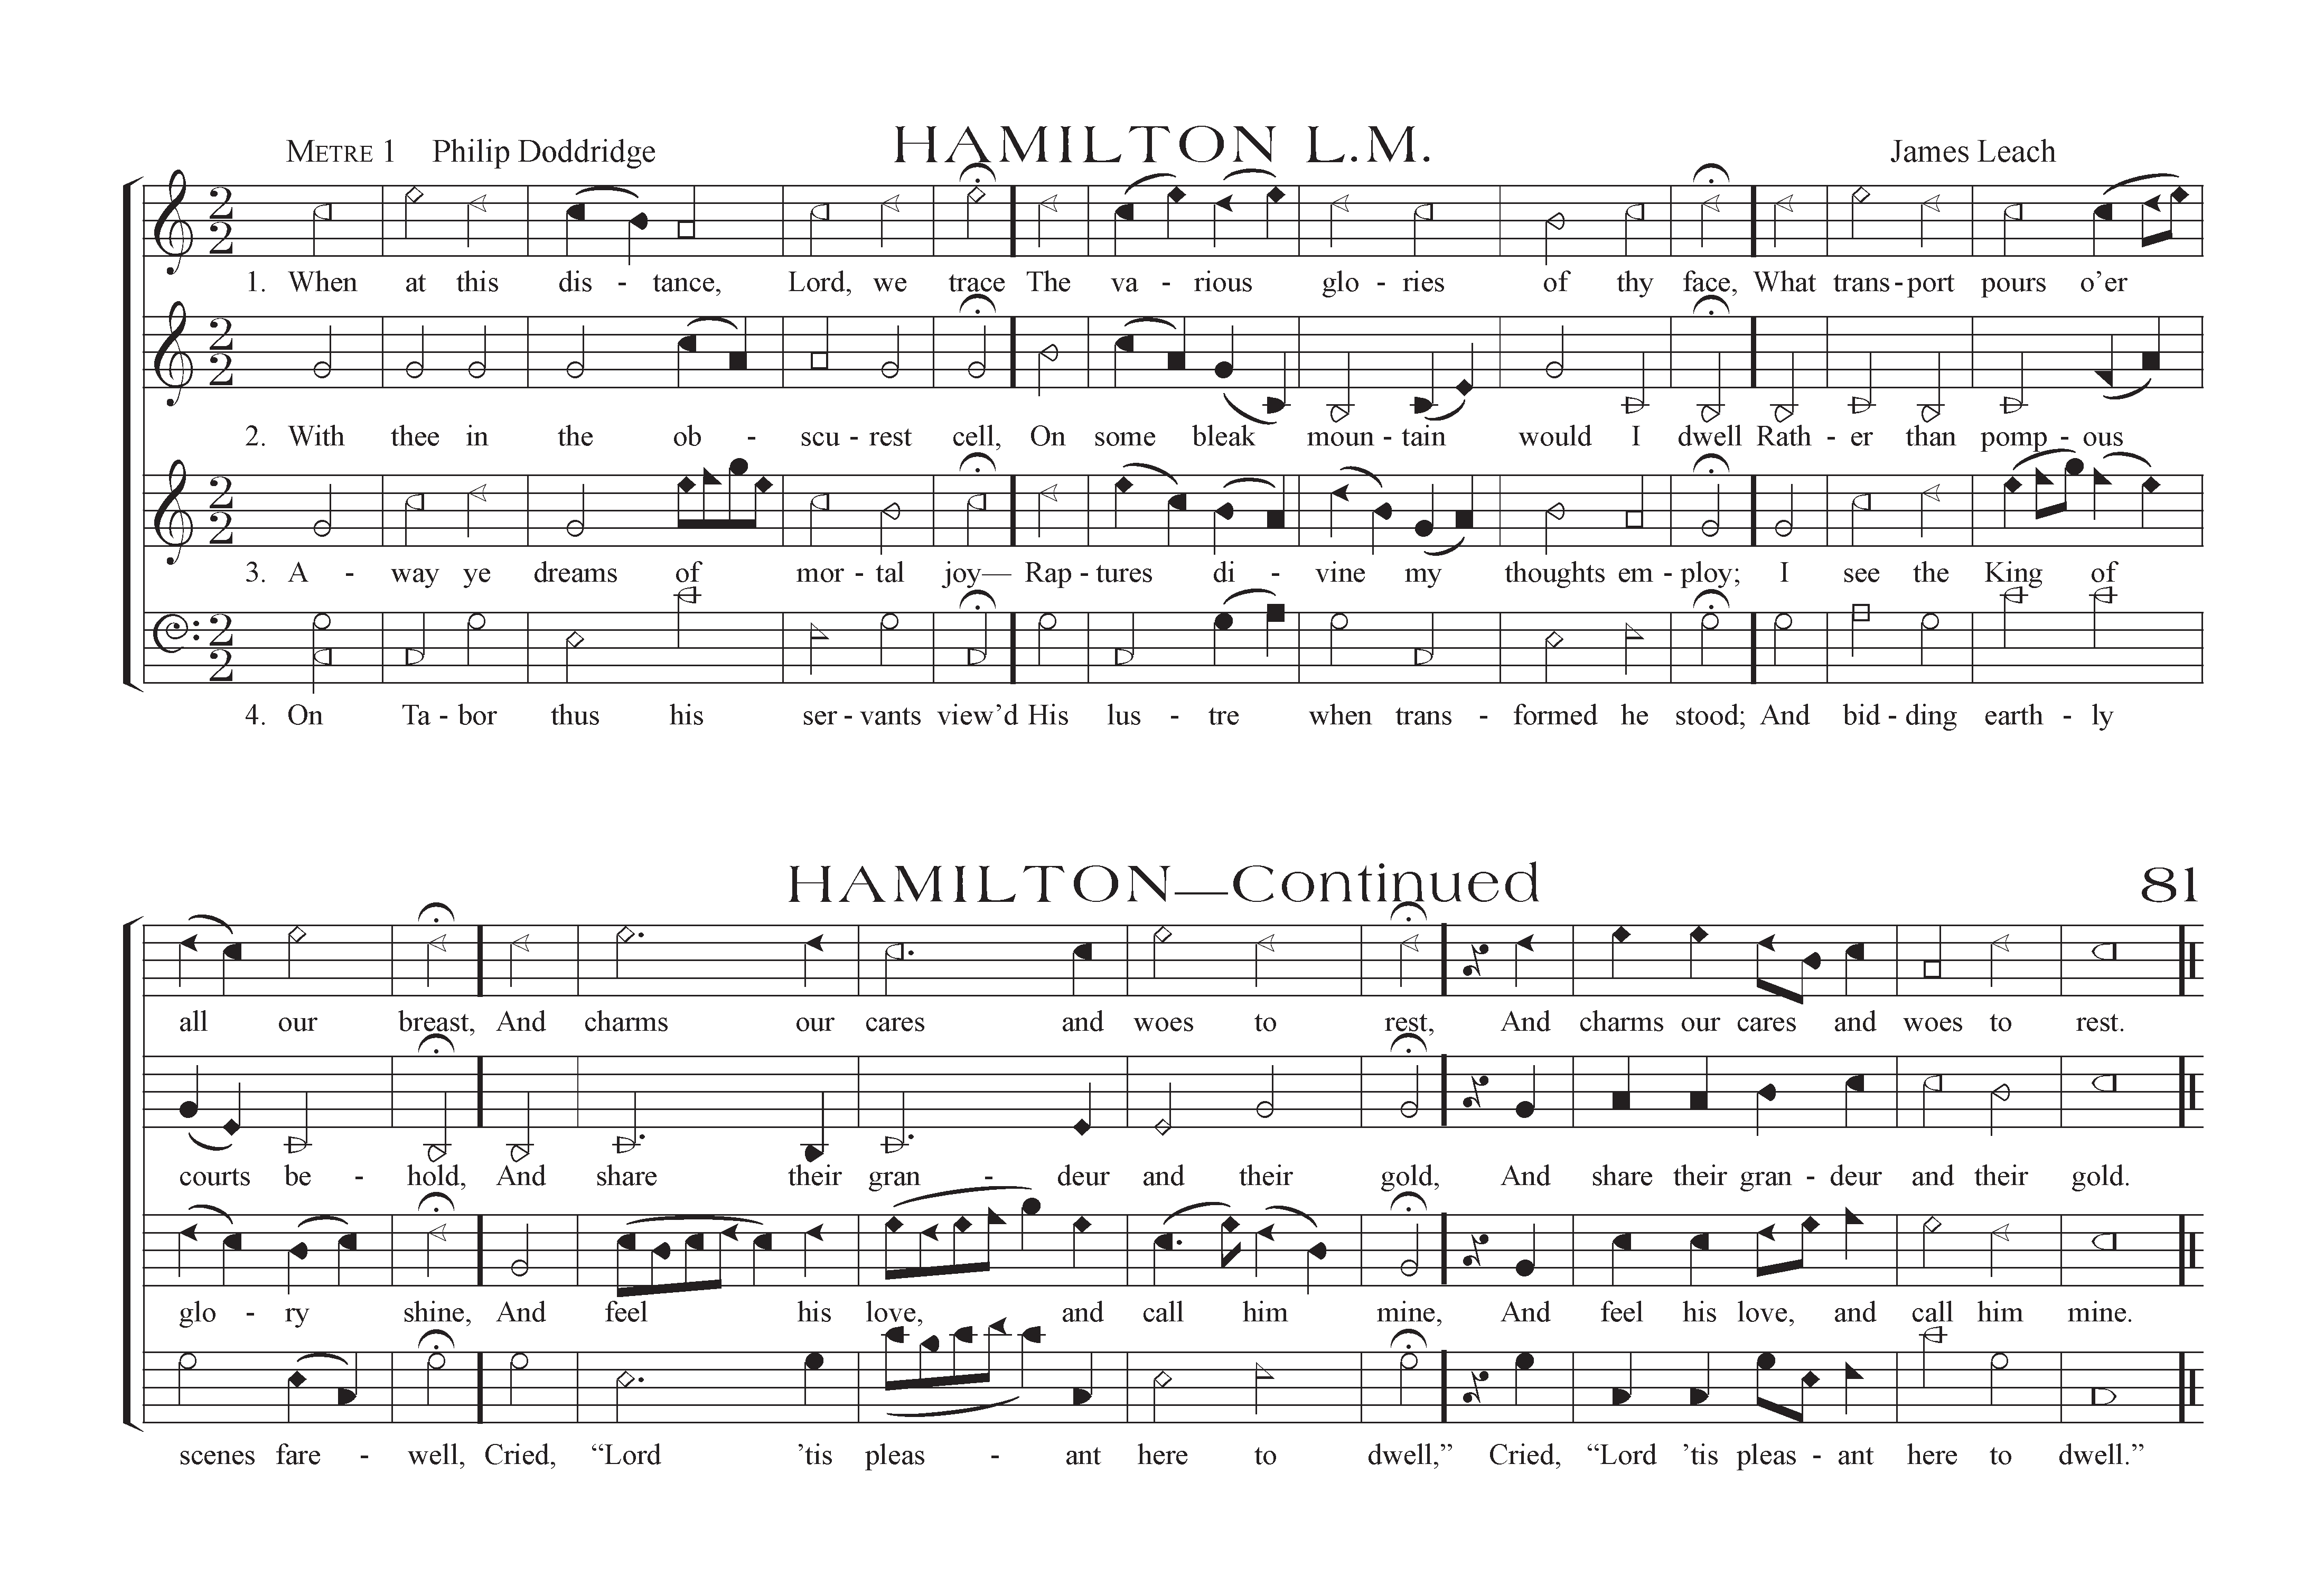 HAMILTON L.M.
METRE 1 Philip Doddridge James Leach
1. When at this dis - tance, Lord, we trace The va - rious glo - ries of thy face, What trans - port pours o’er
2. With thee in the ob - scu - rest cell, On some bleak moun - tain would I dwell Rath - er than pomp - ous
3. A - way ye dreams of mor - tal joy— Rap - tures di - vine my thoughts em - ploy; I see the King of
4. On Ta - bor thus his ser - vants view’d His lus - tre when trans - formed he stood; And bid - ding earth - ly
HAMILTON—Continued 81
all our breast, And charms our cares and woes to rest, And charms our cares and woes to rest.
courts be - hold, And share their gran - deur and their gold, And share their gran - deur and their gold.
glo - ry shine, And feel his love, and call him mine, And feel his love, and call him mine.
scenes fare - well, Cried, “Lord ’tis pleas - ant here to dwell,” Cried, “Lord ’tis pleas - ant here to dwell.”